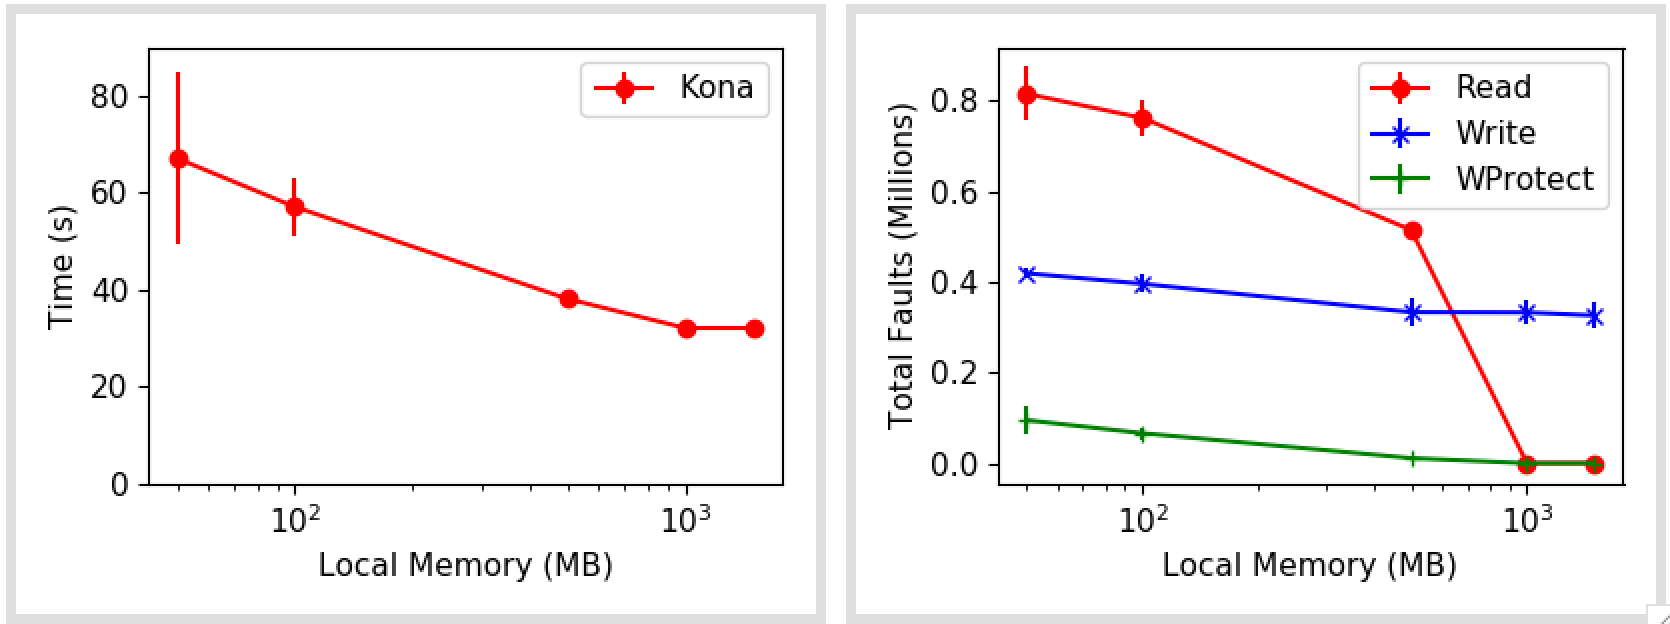 Time (s)
80
60
40
20
0
Kona
10²
10³
Local Memory (MB)
Total Faults (Millions)
0.8
0.6
0.4
0.2
0.0
Read
Write
WProtect
10²
10³
Local Memory (MB)